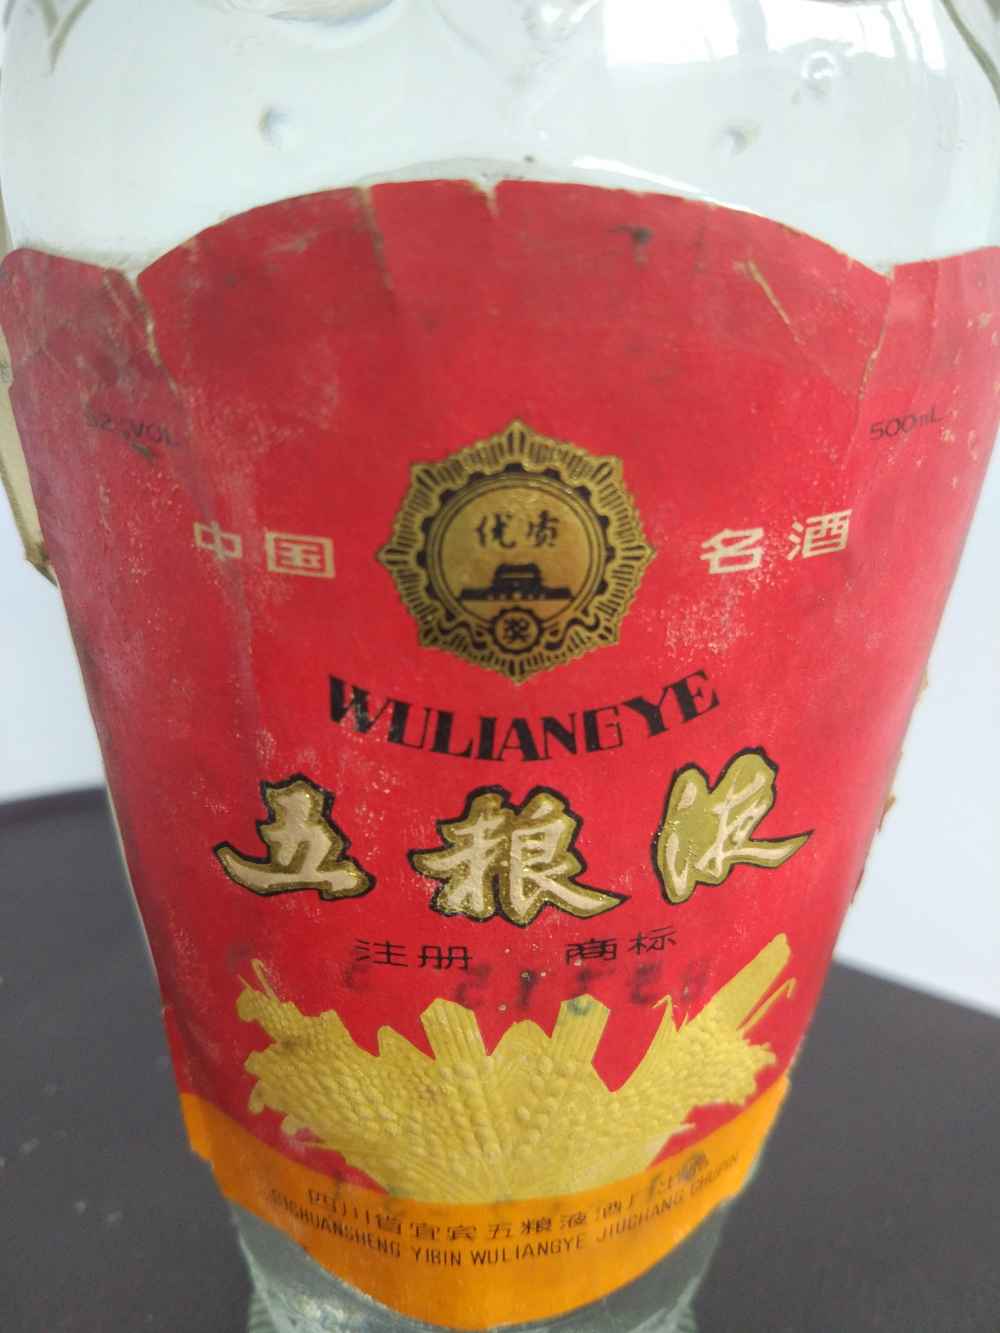 500mL
优质
中国 名酒
奖
WULIANGYE
五粮液
注册 商标
四川省宜宾五粮液酒厂出品
SICHUANSHENG YIBIN WULIANGYE JIUCHANG CHUPIN